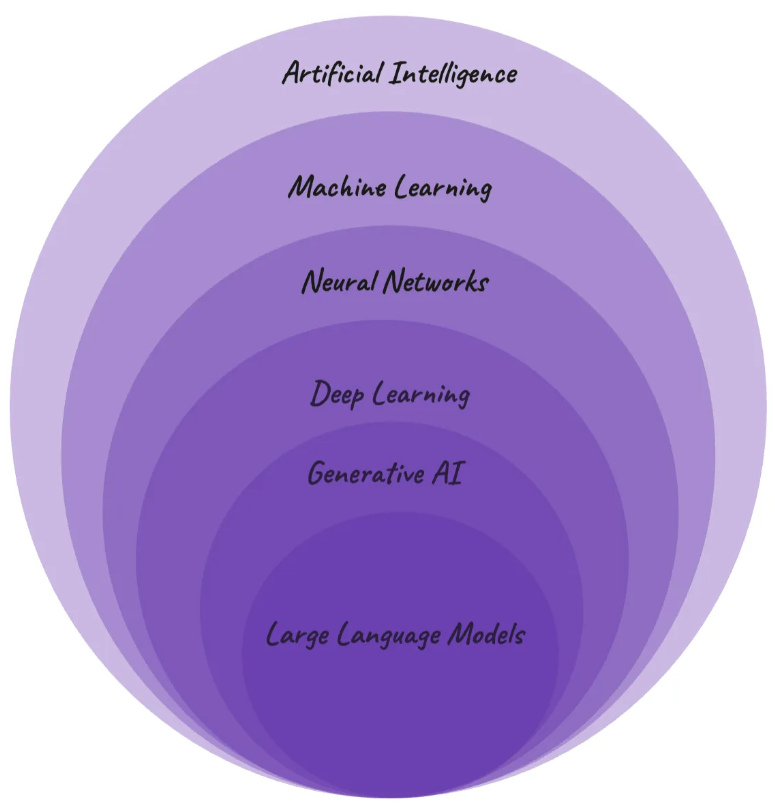 Artificial Intelligence
Machine Learning
Neural Networks
Deep Learning
Generative AI
Large Language Models